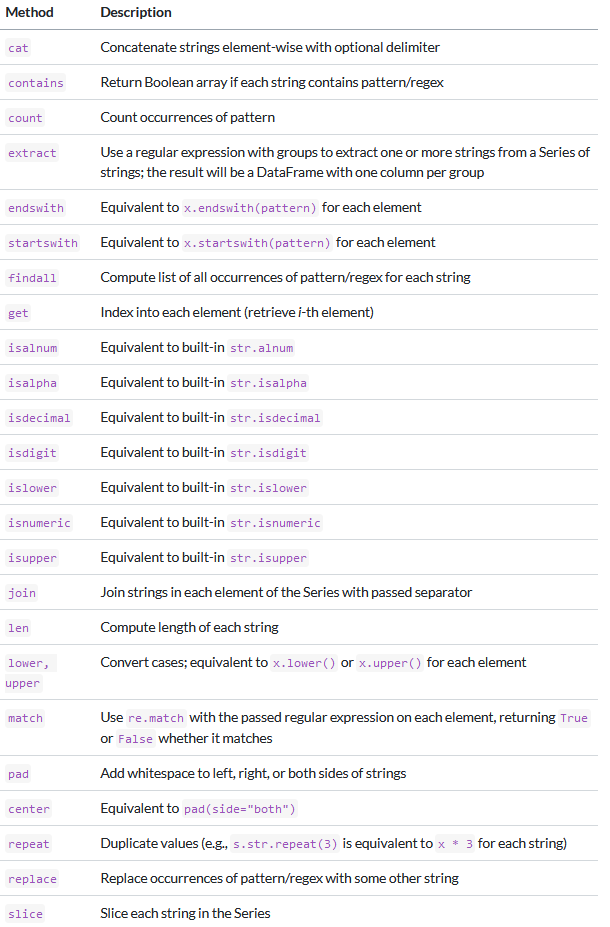 Method Description
cat Concatenate strings element-wise with optional delimiter
contains Return Boolean array if each string contains pattern/regex
count Count occurrences of pattern
extract Use a regular expression with groups to extract one or more strings from a Series of
strings; the result will be a DataFrame with one column per group
endswith Equivalent to x.endswith(pattern) for each element
startswith Equivalent to x.startswith(pattern) for each element
findall Compute list of all occurrences of pattern/regex for each string
get Index into each element (retrieve i-th element)
isalnum Equivalent to built-in str.alnum
isalpha Equivalent to built-in str.isalpha
isdecimal Equivalent to built-in str.isdecimal
isdigit Equivalent to built-in str.isdigit
islower Equivalent to built-in str.islower
isnumeric Equivalent to built-in str.isnumeric
isupper Equivalent to built-in str.isupper
join Join strings in each element of the Series with passed separator
len Compute length of each string
lower, Convert cases; equivalent to x.lower() or x.upper() for each element
upper
match Use re.match with the passed regular expression on each element, returning True
or False whether it matches
pad Add whitespace to left, right, or both sides of strings
center Equivalent to pad(side="both")
repeat Duplicate values (e.g., s.str.repeat(3) is equivalent to x * 3 for each string)
replace Replace occurrences of pattern/regex with some other string
slice Slice each string in the Series